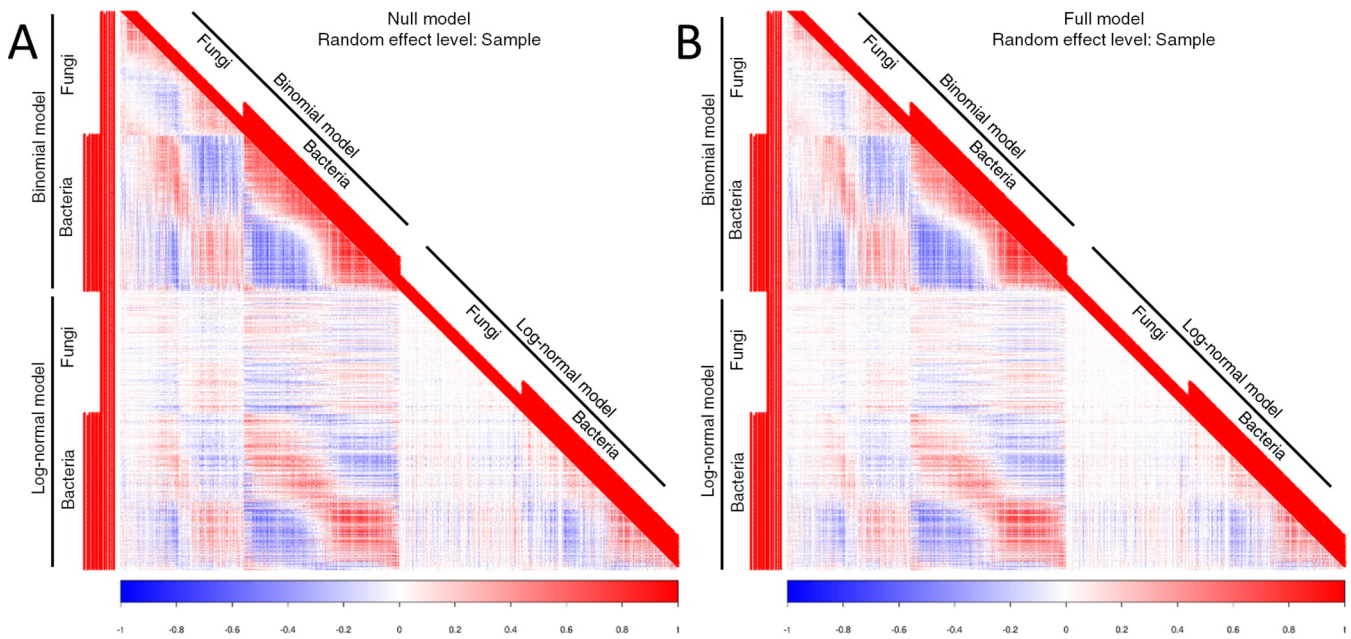 A
Null model
Random effect level: Sample
Fungi
Binomial model
Bacteria
Fungi
Log-normal model
Bacteria
Binomial model
Fungi
Bacteria
Log-normal model
Fungi
Bacteria
-1 -0.8 -0.6 -0.4 -0.2 0 0.2 0.4 0.6 0.8 1
B
Full model
Random effect level: Sample
Fungi
Binomial model
Bacteria
Fungi
Log-normal model
Bacteria
Binomial model
Fungi
Bacteria
Log-normal model
Fungi
Bacteria
-1 -0.8 -0.6 -0.4 -0.2 0 0.2 0.4 0.6 0.8 1